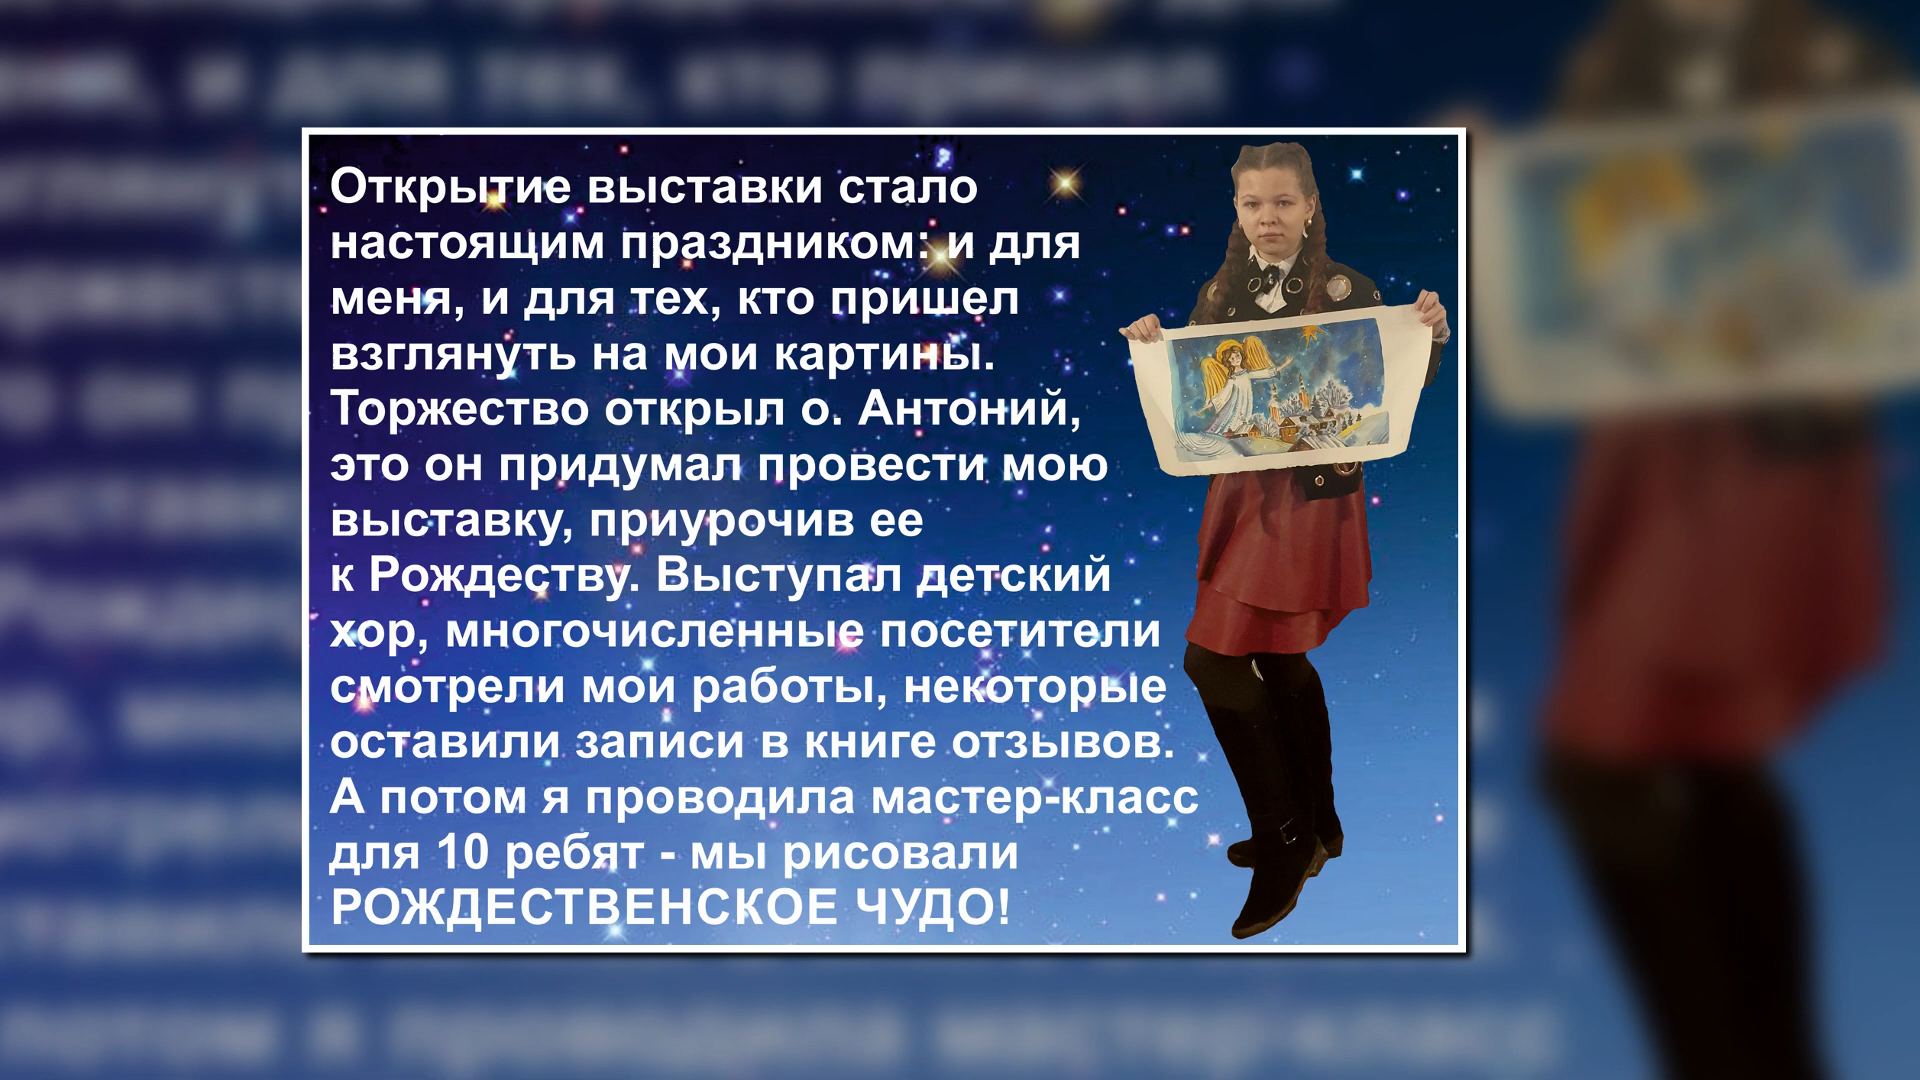 Открытие выставки стало
настоящим праздником: и для
меня, и для тех, кто пришел
взглянуть на мои картины.
Торжество открыл о. Антоний,
это он придумал провести мою
выставку, приурочив ее
к Рождеству. Выступал детский
хор, многочисленные посетители
смотрели мои работы, некоторые
оставили записи в книге отзывов.
А потом я проводила мастер-класс
для 10 ребят - мы рисовали
РОЖДЕСТВЕНСКОЕ ЧУДО!